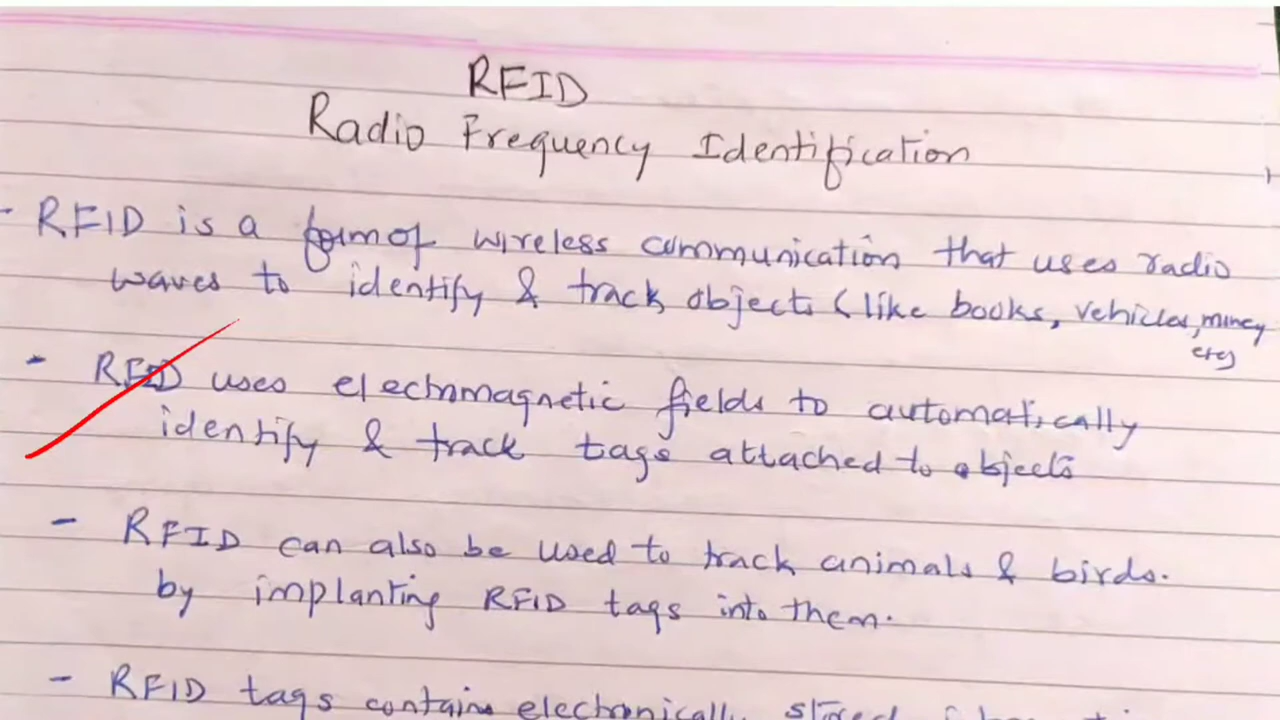 RFID
Radio Frequency Identification
- RFID is a form of wireless communication that uses radio
waves to identify & track objects (like books, vehicles, money
etc)
- RFID uses electromagnetic fields to automatically
identify & track tags attached to objects
- RFID can also be used to track animals & birds.
by implanting RFID tags into them.
- RFID tags contains electronically stored